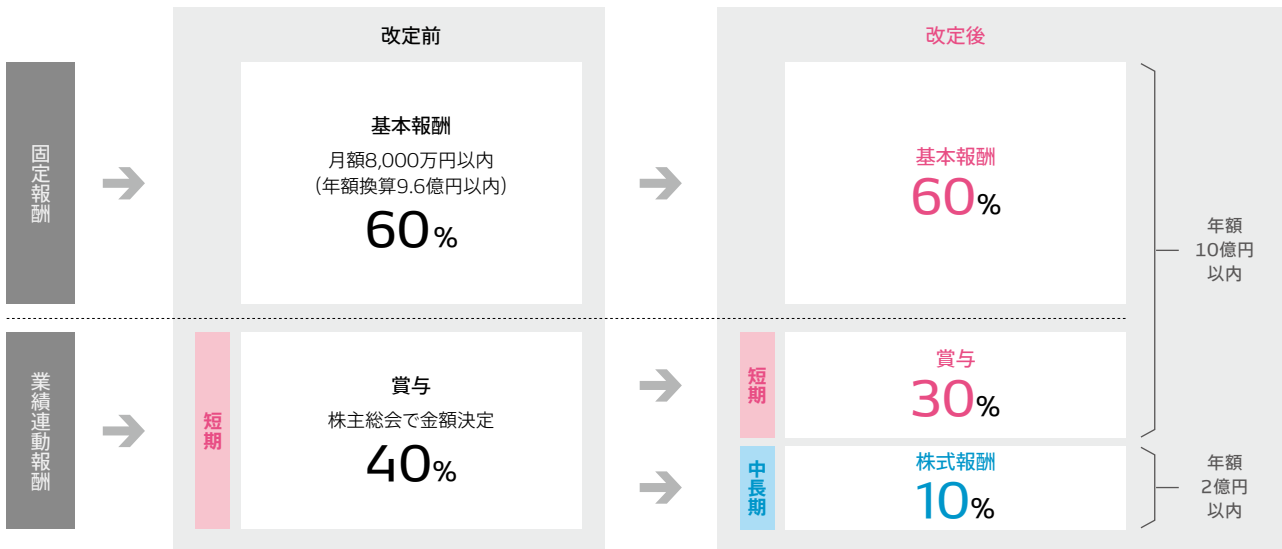 改定前
改定後
固定報酬
基本報酬
月額8,000万円以内
（年額換算9.6億円以内）
60%
基本報酬
60%
年額
10億円
以内
業績連動報酬
短期
賞与
株主総会で金額決定
40%
短期
賞与
30%
中長期
株式報酬
10%
年額
2億円
以内